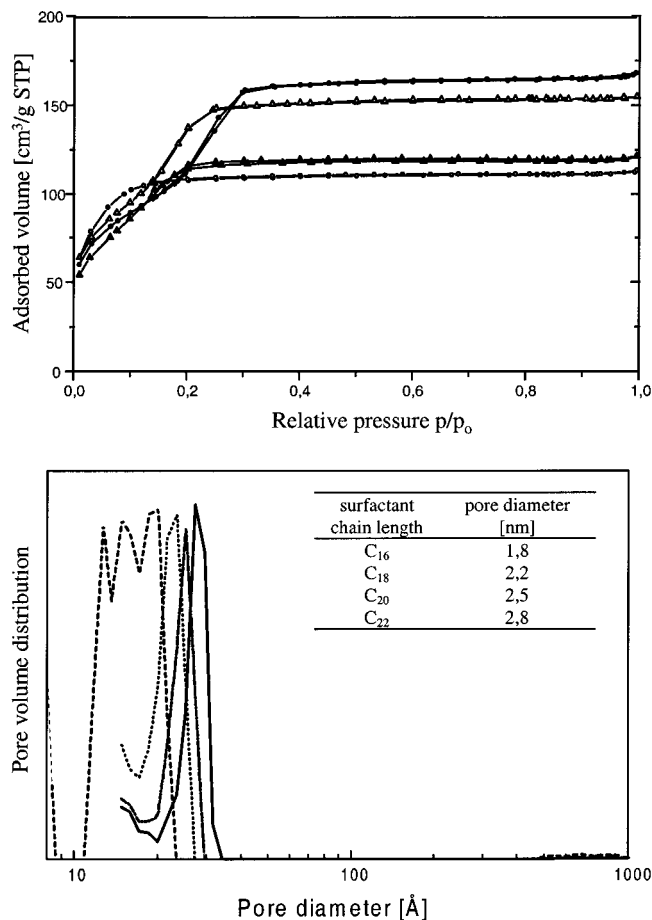 200
150
100
50
0
Adsorbed volume [cm³/g STP]
0,0 0,2 0,4 0,6 0,8 1,0
Relative pressure p/pₒ
Pore volume distribution
surfactant chain length pore diameter [nm]
C₁₆ 1,8
C₁₈ 2,2
C₂₀ 2,5
C₂₂ 2,8
10 100 1000
Pore diameter [Å]